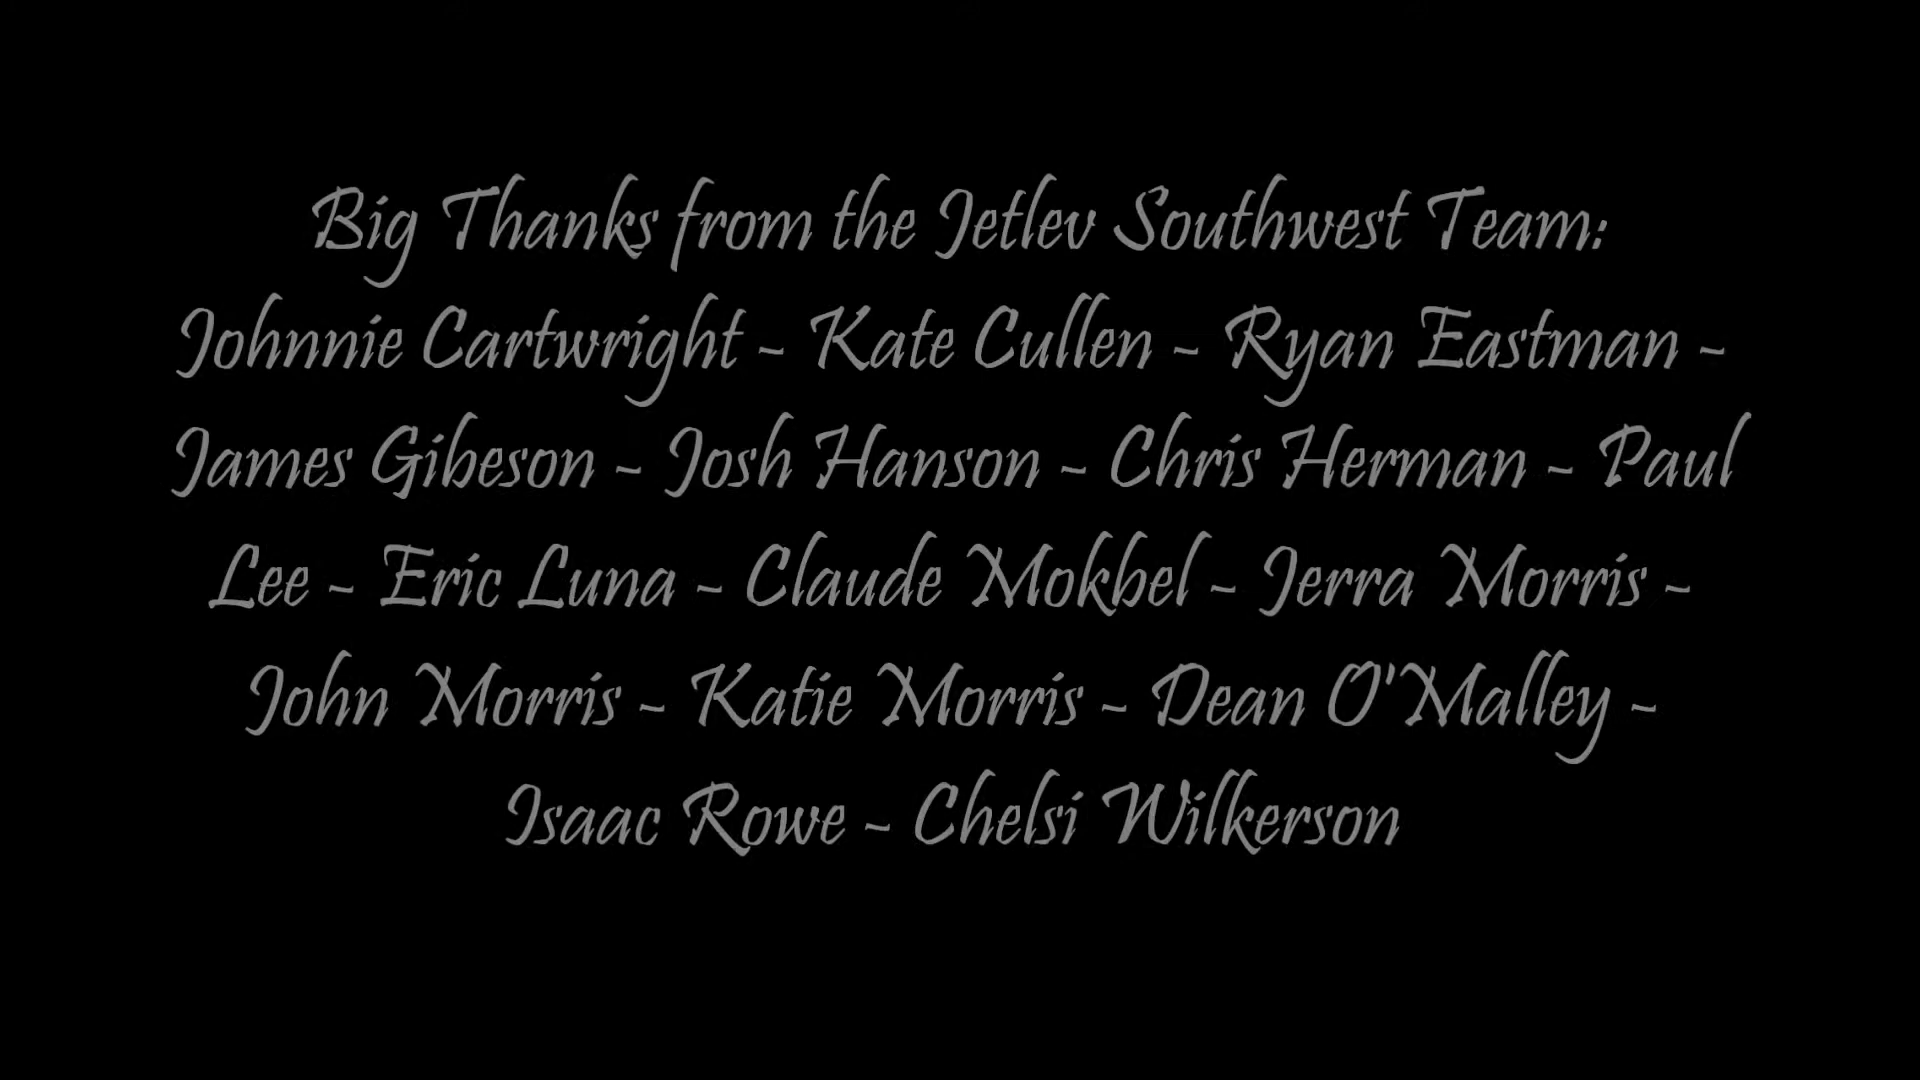 Big Thanks from the Jetlev Southwest Team:
Johnnie Cartwright - Kate Cullen - Ryan Eastman -
James Gibeson - Josh Hanson - Chris Herman - Paul
Lee - Eric Luna - Claude Mokbel - Jerra Morris -
John Morris - Katie Morris - Dean O'Malley -
Isaac Rowe - Chelsi Wilkerson